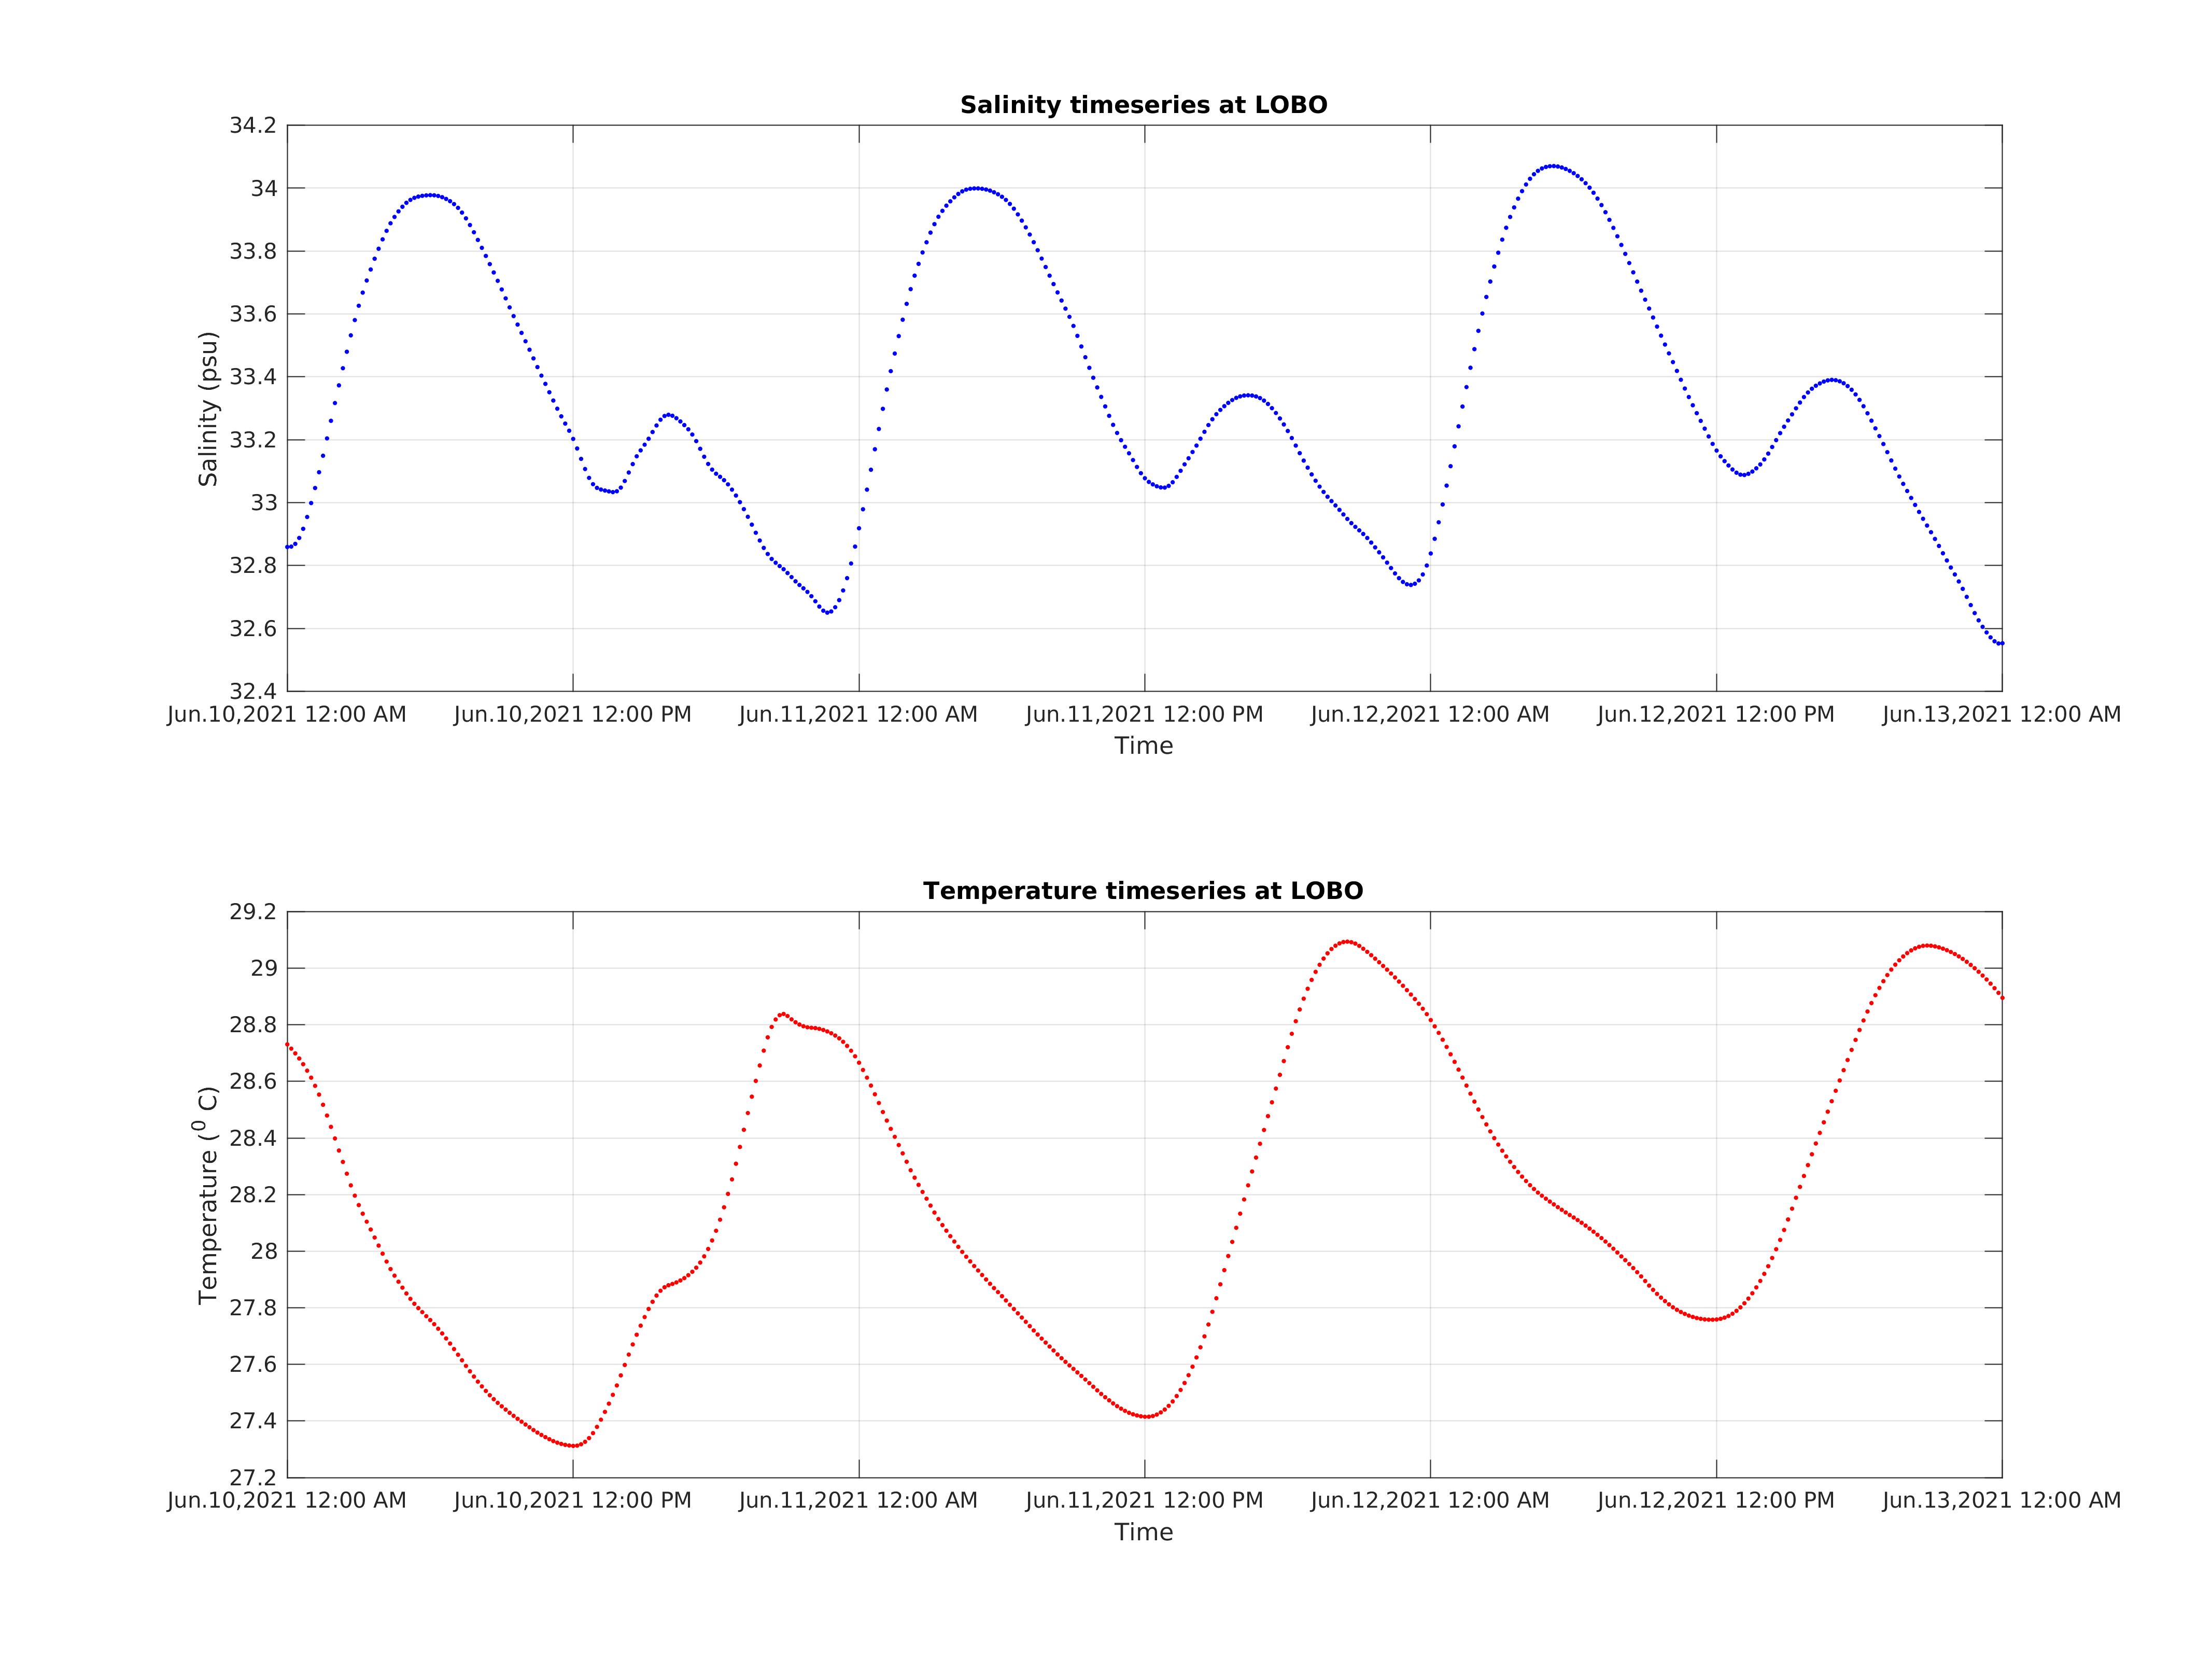 Salinity timeseries at LOBO
34.2
34
33.8
33.6
33.4
33.2
33
32.8
32.6
32.4
Salinity (psu)
Jun.10,2021 12:00 AM Jun.10,2021 12:00 PM Jun.11,2021 12:00 AM Jun.11,2021 12:00 PM Jun.12,2021 12:00 AM Jun.12,2021 12:00 PM Jun.13,2021 12:00 AM
Time
Temperature timeseries at LOBO
29.2
29
28.8
28.6
28.4
28.2
28
27.8
27.6
27.4
27.2
Temperature (⁰ C)
Jun.10,2021 12:00 AM Jun.10,2021 12:00 PM Jun.11,2021 12:00 AM Jun.11,2021 12:00 PM Jun.12,2021 12:00 AM Jun.12,2021 12:00 PM Jun.13,2021 12:00 AM
Time